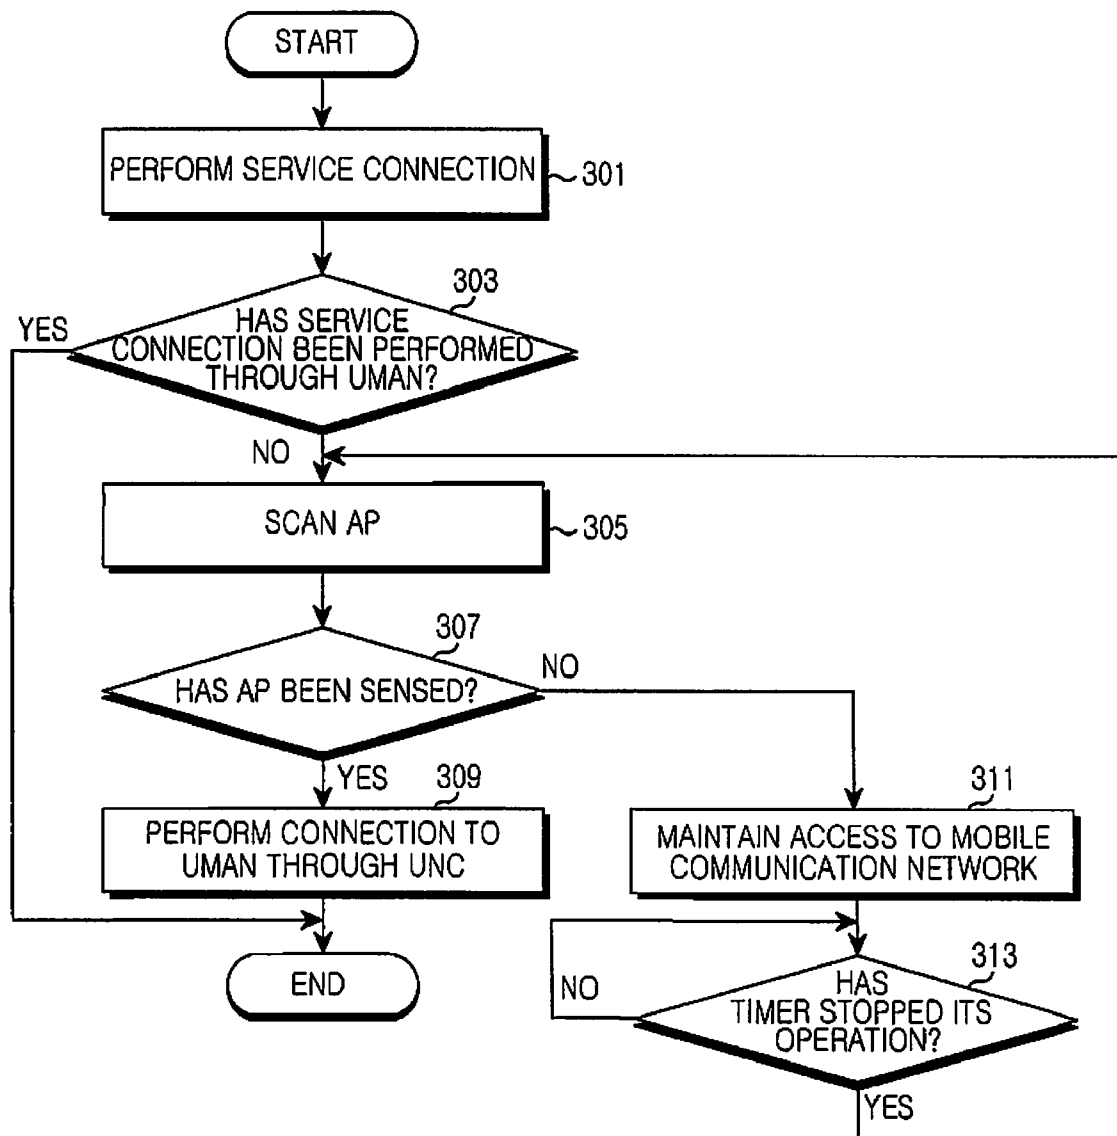 START
PERFORM SERVICE CONNECTION
301
303
YES
HAS SERVICE
CONNECTION BEEN PERFORMED
THROUGH UMAN?
NO
SCAN AP
305
307
NO
HAS AP BEEN SENSED?
YES
309
PERFORM CONNECTION TO
UMAN THROUGH UNC
311
MAINTAIN ACCESS TO MOBILE
COMMUNICATION NETWORK
END
313
NO
HAS
TIMER STOPPED ITS
OPERATION?
YES